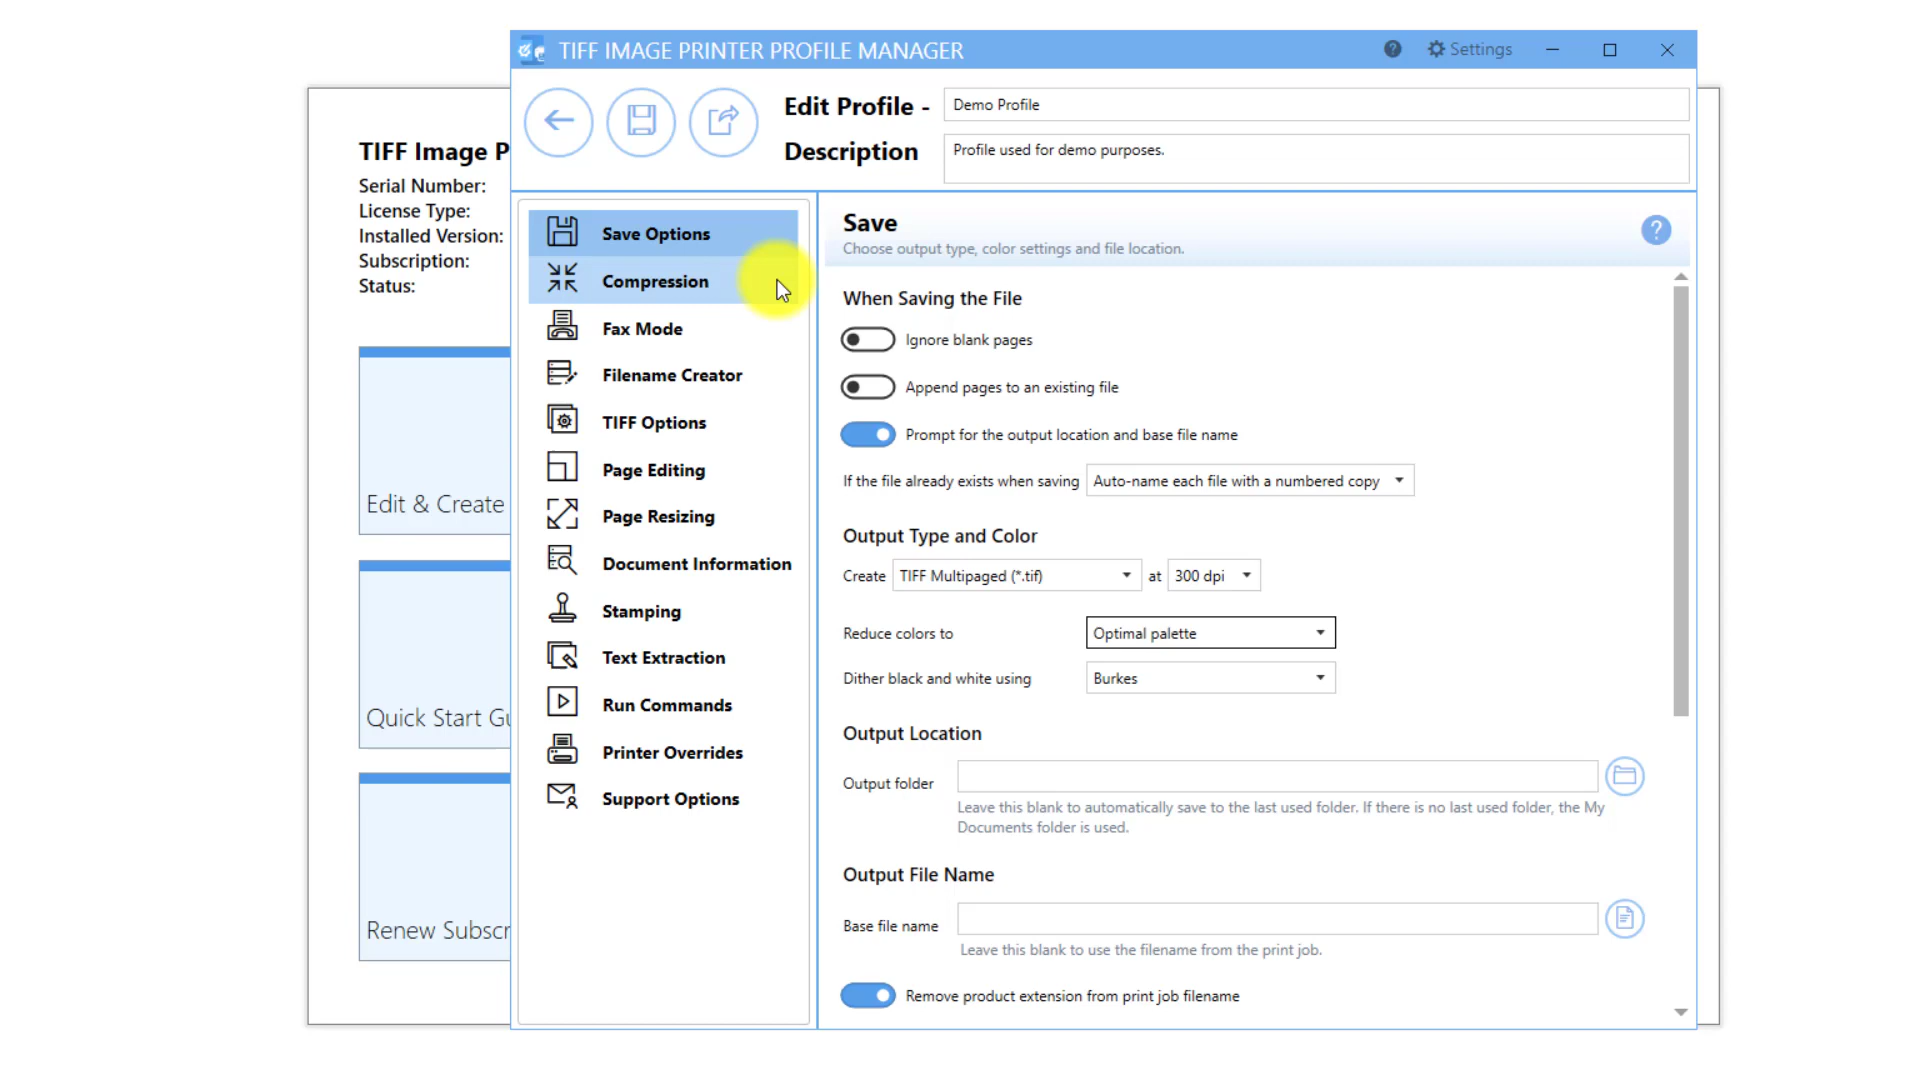 TIFF IMAGE PRINTER PROFILE MANAGER
Settings
Edit Profile -
Demo Profile
Description
Profile used for demo purposes.
TIFF Image P
Serial Number:
License Type:
Installed Version:
Subscription:
Status:
Edit & Create
Quick Start Gu
Renew Subscr
Save Options
Compression
Fax Mode
Filename Creator
TIFF Options
Page Editing
Page Resizing
Document Information
Stamping
Text Extraction
Run Commands
Printer Overrides
Support Options
Save
?
Choose output type, color settings and file location.
When Saving the File
Ignore blank pages
Append pages to an existing file
Prompt for the output location and base file name
If the file already exists when saving Auto-name each file with a numbered copy
Output Type and Color
Create TIFF Multipaged (*.tif) at 300 dpi
Reduce colors to Optimal palette
Dither black and white using Burkes
Output Location
Output folder
Leave this blank to automatically save to the last used folder. If there is no last used folder, the My
Documents folder is used.
Output File Name
Base file name
Leave this blank to use the filename from the print job.
Remove product extension from print job filename